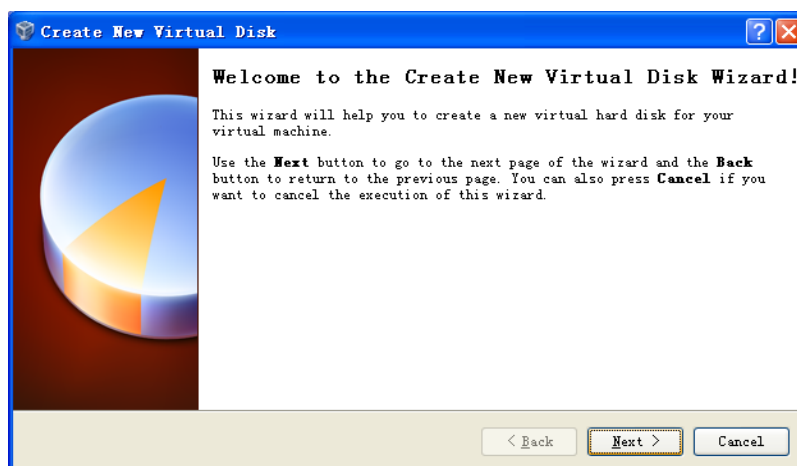 Create New Virtual Disk
Welcome to the Create New Virtual Disk Wizard!
This wizard will help you to create a new virtual hard disk for your
virtual machine.
Use the Next button to go to the next page of the wizard and the Back
button to return to the previous page. You can also press Cancel if you
want to cancel the execution of this wizard.
< Back
Next >
Cancel